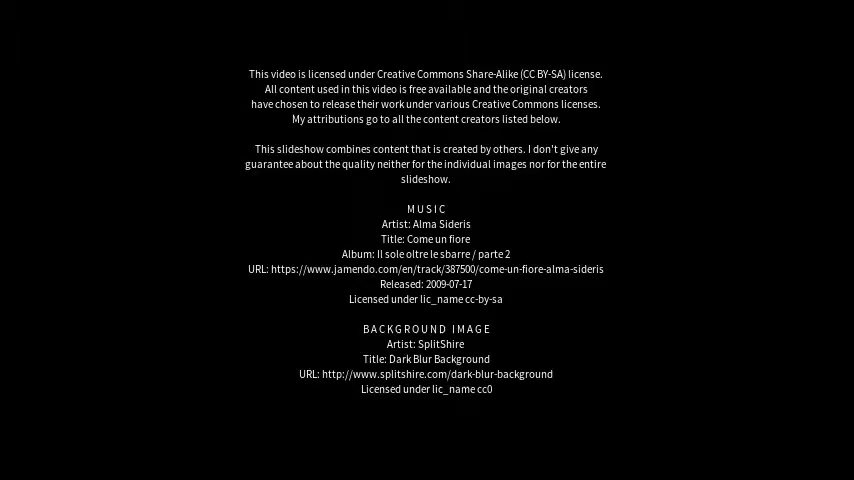 This video is licensed under Creative Commons Share-Alike (CC BY-SA) license.
All content used in this video is free available and the original creators
have chosen to release their work under various Creative Commons licenses.
My attributions go to all the content creators listed below.
This slideshow combines content that is created by others. I don't give any
guarantee about the quality neither for the individual images nor for the entire
slideshow.
MUSIC
Artist: Alma Sideris
Title: Come un fiore
Album: Il sole oltre le sbarre / parte 2
URL: https://www.jamendo.com/en/track/387500/come-un-fiore-alma-sideris
Released: 2009-07-17
Licensed under lic_name cc-by-sa
BACKGROUND IMAGE
Artist: SplitShire
Title: Dark Blur Background
URL: http://www.splitshire.com/dark-blur-background
Licensed under lic_name cc0